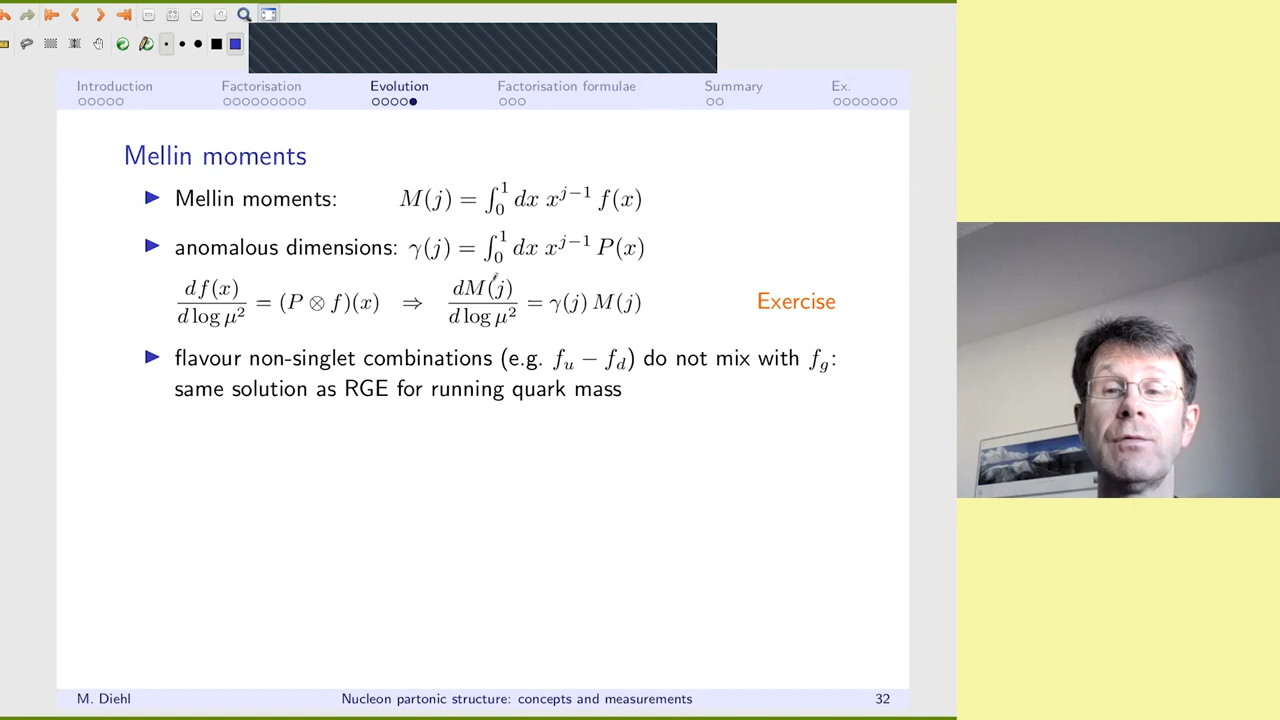 Introduction Factorisation Evolution Factorisation formulae Summary Ex.
Mellin moments
Mellin moments: M(j) = ∫₀¹ dx x^{j−1} f(x)
anomalous dimensions: γ(j) = ∫₀¹ dx x^{j−1} P(x)
df(x)/d log μ² = (P ⊗ f)(x) ⇒ dM(j)/d log μ² = γ(j) M(j) Exercise
flavour non-singlet combinations (e.g. f_u − f_d) do not mix with f_g:
same solution as RGE for running quark mass
M. Diehl Nucleon partonic structure: concepts and measurements 32